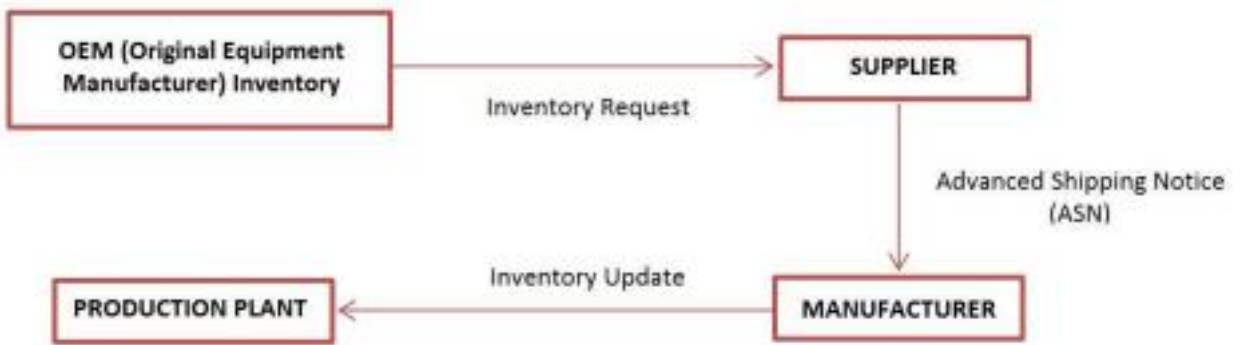 OEM (Original Equipment
Manufacturer) Inventory
SUPPLIER
Inventory Request
Advanced Shipping Notice
(ASN)
Inventory Update
PRODUCTION PLANT
MANUFACTURER